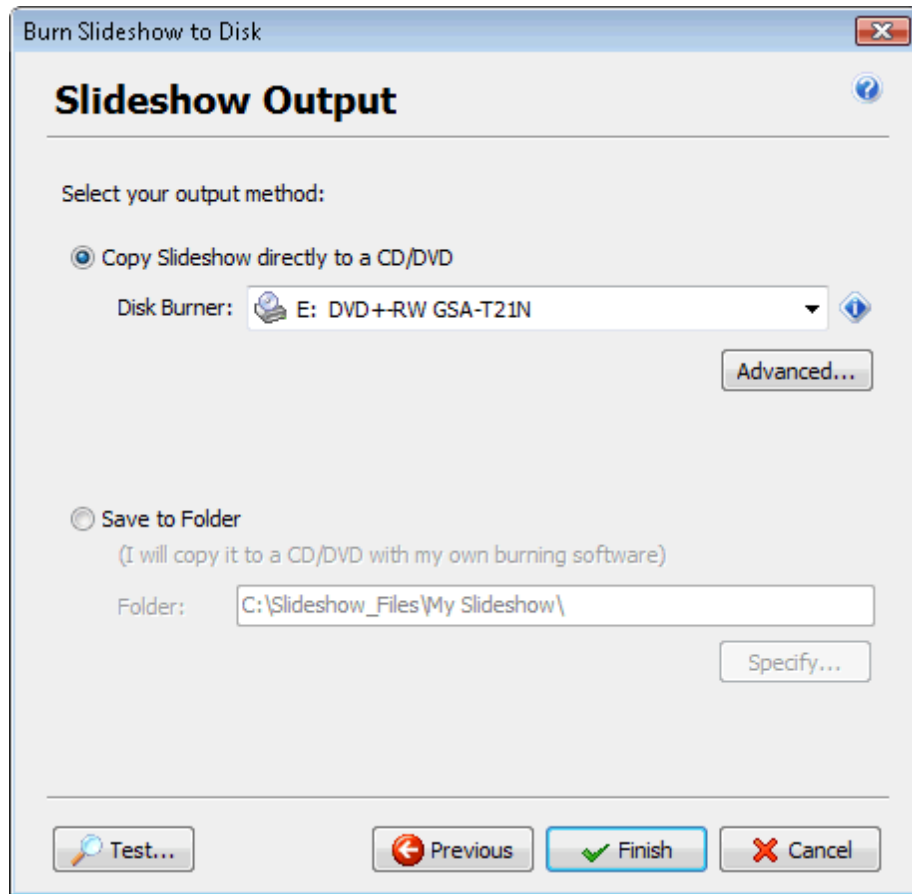 Burn Slideshow to Disk
Slideshow Output
Select your output method:
Copy Slideshow directly to a CD/DVD
Disk Burner: E: DVD+-RW GSA-T21N
Advanced...
Save to Folder
(I will copy it to a CD/DVD with my own burning software)
Folder: C:\Slideshow_Files\My Slideshow\
Specify...
Test... Previous Finish Cancel